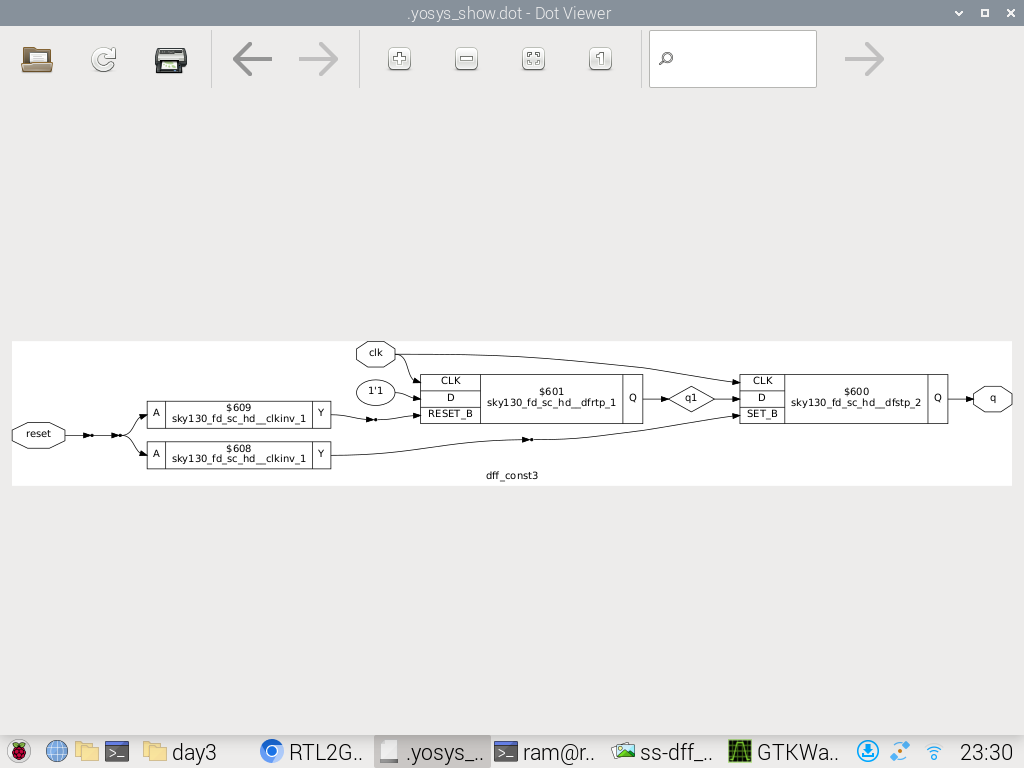 .yosys_show.dot - Dot Viewer
1
clk
1'1
CLK
D
RESET_B
$601
sky130_fd_sc_hd__dfrtp_1
Q
q1
CLK
D
SET_B
$600
sky130_fd_sc_hd__dfstp_2
Q
q
reset
A
$609
sky130_fd_sc_hd__clkinv_1
Y
A
$608
sky130_fd_sc_hd__clkinv_1
Y
dff_const3
day3
RTL2G..
.yosys_..
ram@r..
ss-dff_..
GTKWa..
23:30